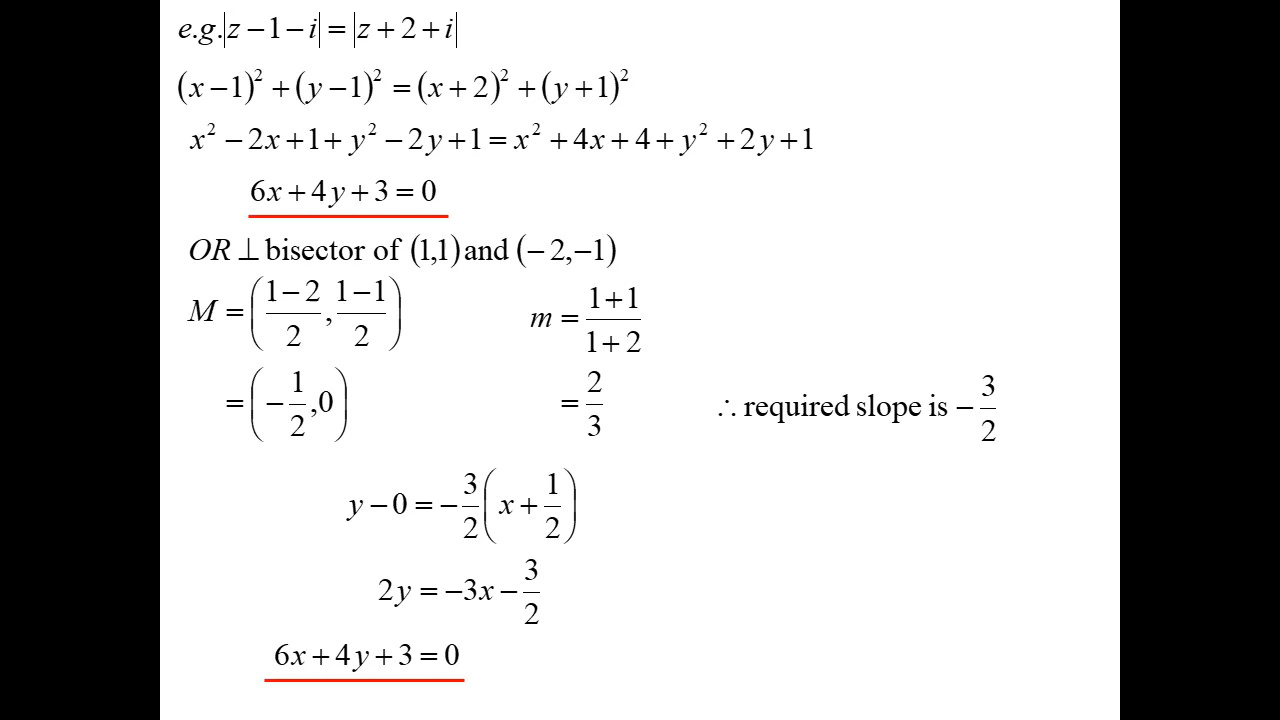 e.g.|z − 1 − i| = |z + 2 + i|
(x − 1)² + (y − 1)² = (x + 2)² + (y + 1)²
x² − 2x + 1 + y² − 2y + 1 = x² + 4x + 4 + y² + 2y + 1
6x + 4y + 3 = 0
OR ⊥ bisector of (1,1) and (− 2,−1)
M = ((1 − 2)/2, (1 − 1)/2) m = (1 + 1)/(1 + 2)
= (− 1/2, 0) = 2/3 ∴ required slope is − 3/2
y − 0 = − 3/2 (x + 1/2)
2y = −3x − 3/2
6x + 4y + 3 = 0